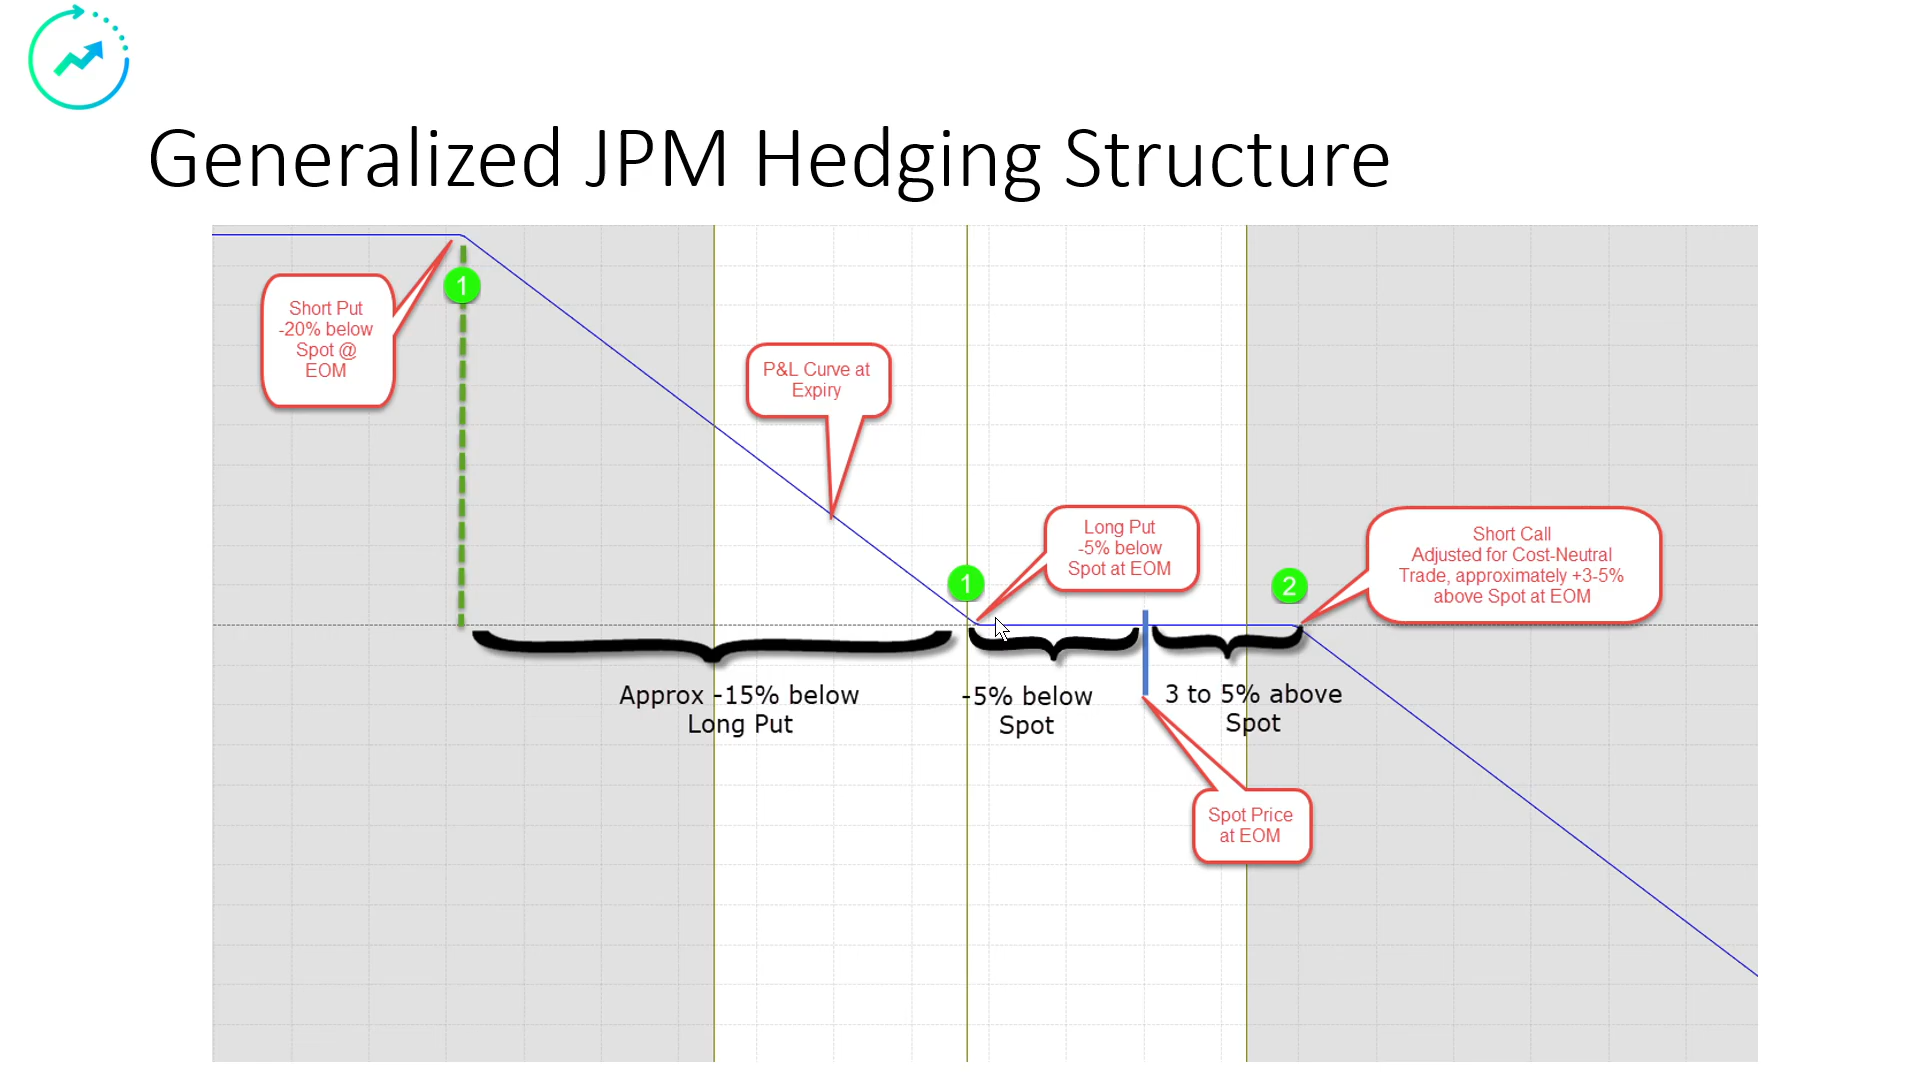 Generalized JPM Hedging Structure
1
Short Put
-20% below
Spot @
EOM
P&L Curve at
Expiry
Long Put
-5% below
Spot at EOM
1
2
Short Call
Adjusted for Cost-Neutral
Trade, approximately +3-5%
above Spot at EOM
Approx -15% below
Long Put
-5% below
Spot
3 to 5% above
Spot
Spot Price
at EOM